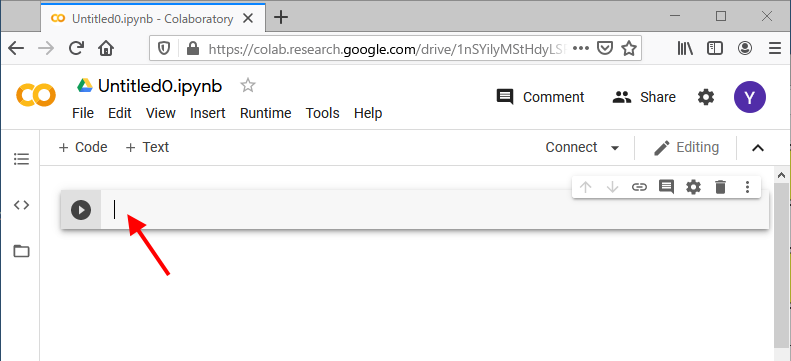 Untitled0.ipynb - Colaboratory
https://colab.research.google.com/drive/1nSYilyMStHdyLS
Untitled0.ipynb
File Edit View Insert Runtime Tools Help
Comment Share Y
+ Code + Text Connect Editing